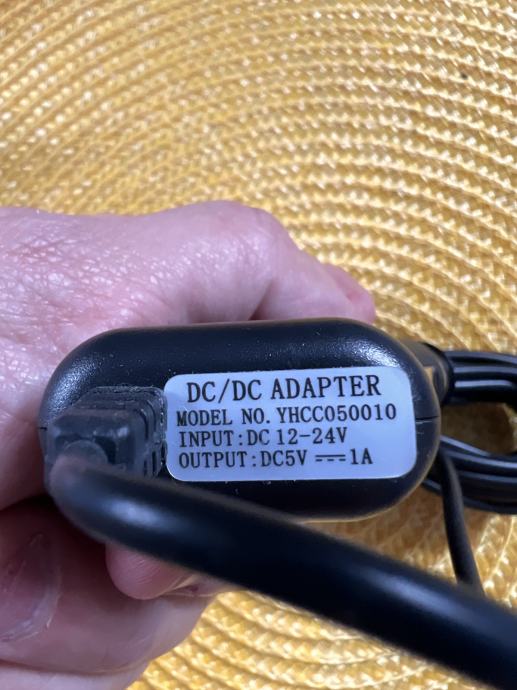 DC/DC ADAPTER
MODEL NO. YHCC050010
INPUT:DC 12-24V
OUTPUT:DC5V ⎓ 1A